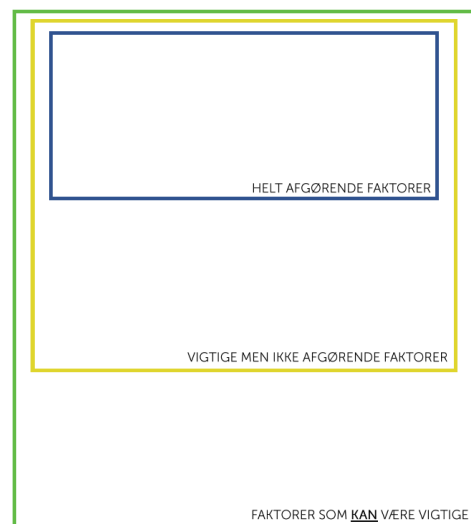 HELT AFGØRENDE FAKTORER
VIGTIGE MEN IKKE AFGØRENDE FAKTORER
FAKTORER SOM KAN VÆRE VIGTIGE